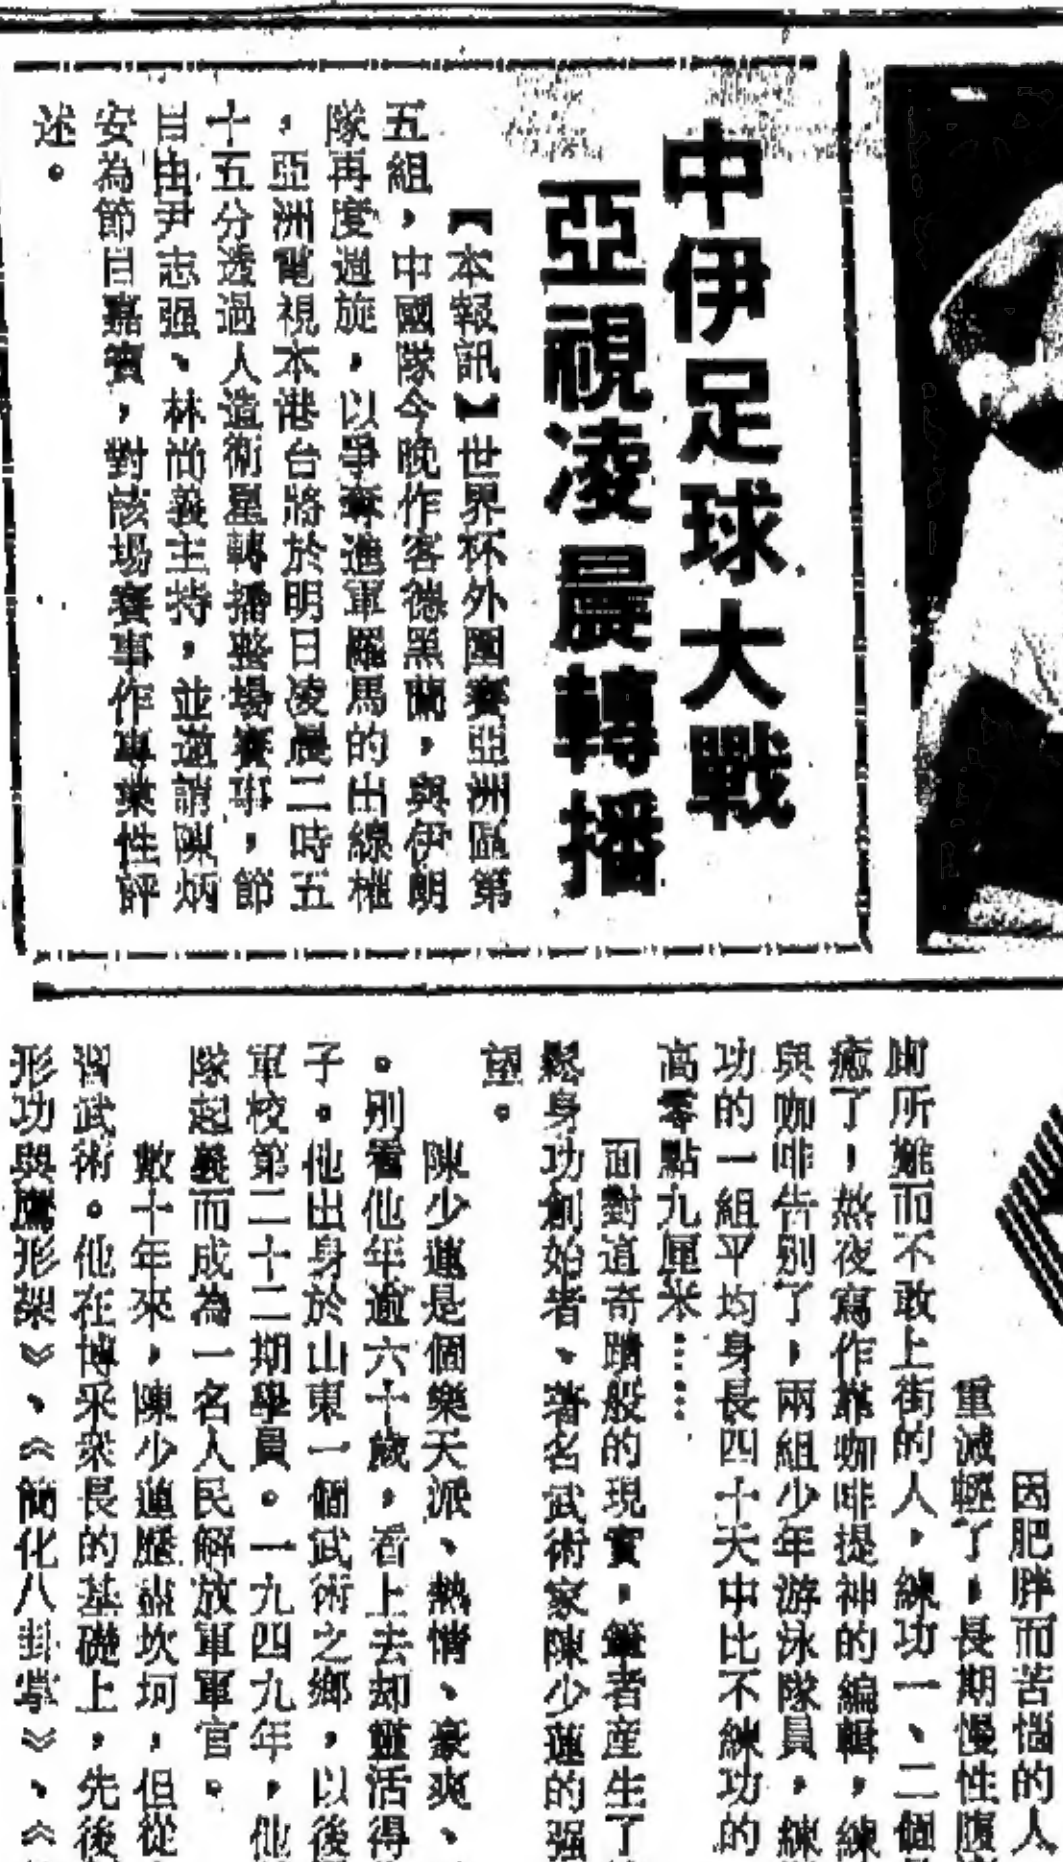 中伊足球大戰
亞視凌晨轉播
【本報訊】世界杯外圍賽亞洲區第
五組，中國隊今晚作客德黑蘭，與伊朗
隊再度週旋，以爭奪進軍羅馬的出線權
，亞洲電視本港台將於明日凌晨二時五
十五分透過人造衛星轉播整場賽事，節
目由尹志强、林尚義主持，並邀請陳炳
安為節目嘉賓，對該場賽事作專業性評
述。
因肥胖而苦惱的人
重減輕了，長期慢性腹
廁所難而不敢上街的人，練功一、二個
癒了，熬夜寫作靠咖啡提神的編輯，練
與咖啡告别了，兩組少年游泳隊員，練
功的一組平均身長四十天中比不練功的
高零點九厘米……
面對這奇蹟般的現實，筆者産生了
鬆身功創始者、著名武術家陳少蓮的强
望。
陳少蓮是個樂天派、熱情、豪爽、
。别看他年逾六十歲，看上去却靈活得
子。他出身於山東一個武術之鄉，以後
軍校第二十二期學員。一九四九年，他
隊起義而成為一名人民解放軍軍官。
數十年來，陳少蓮歷盡坎坷，但從
習武術。他在博采衆長的基礎上，先後
形功與鷹形架》、《簡化八卦掌》、《